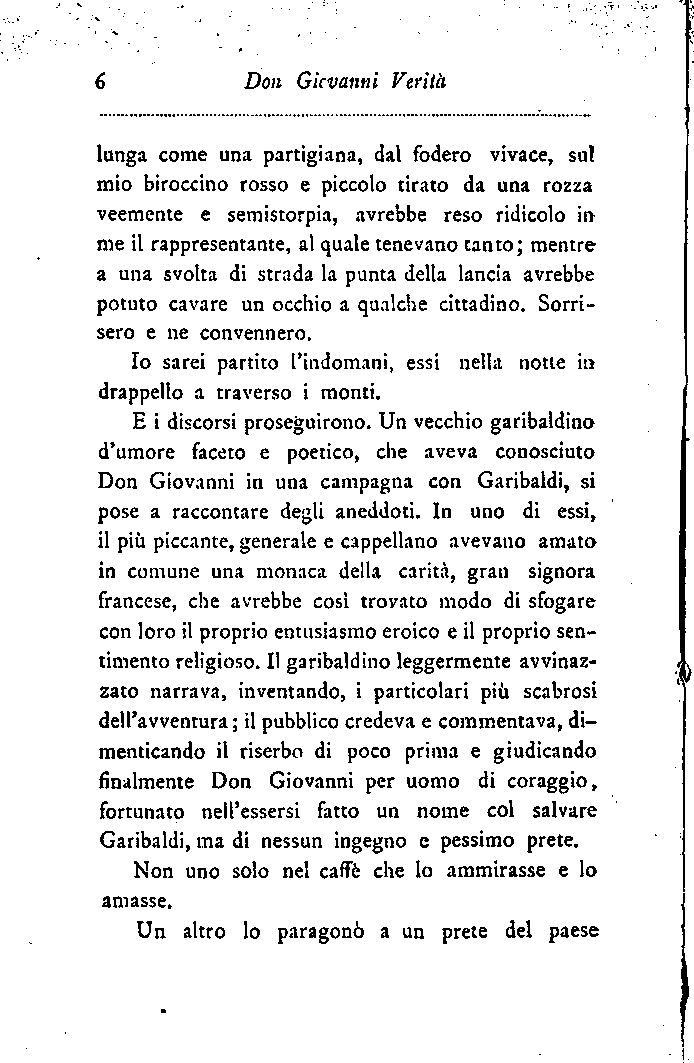 6 Don Giovanni Verità
lunga come una partigiana, dal fodero vivace, sul
mio biroccino rosso e piccolo tirato da una rozza
veemente e semistorpia, avrebbe reso ridicolo in
me il rappresentante, al quale tenevano tanto; mentre
a una svolta di strada la punta della lancia avrebbe
potuto cavare un occhio a qualche cittadino. Sorri-
sero e ne convennero.
Io sarei partito l'indomani, essi nella notte in
drappello a traverso i monti.
E i discorsi proseguirono. Un vecchio garibaldino
d'umore faceto e poetico, che aveva conosciuto
Don Giovanni in una campagna con Garibaldi, si
pose a raccontare degli aneddoti. In uno di essi,
il più piccante, generale e cappellano avevano amato
in comune una monaca della carità, gran signora
francese, che avrebbe così trovato modo di sfogare
con loro il proprio entusiasmo eroico e il proprio sen-
timento religioso. Il garibaldino leggermente avvinaz-
zato narrava, inventando, i particolari più scabrosi
dell'avventura; il pubblico credeva e commentava, di-
menticando il riserbo di poco prima e giudicando
finalmente Don Giovanni per uomo di coraggio,
fortunato nell'essersi fatto un nome col salvare
Garibaldi, ma di nessun ingegno e pessimo prete.
Non uno solo nel caffè che lo ammirasse e lo
amasse.
Un altro lo paragonò a un prete del paese